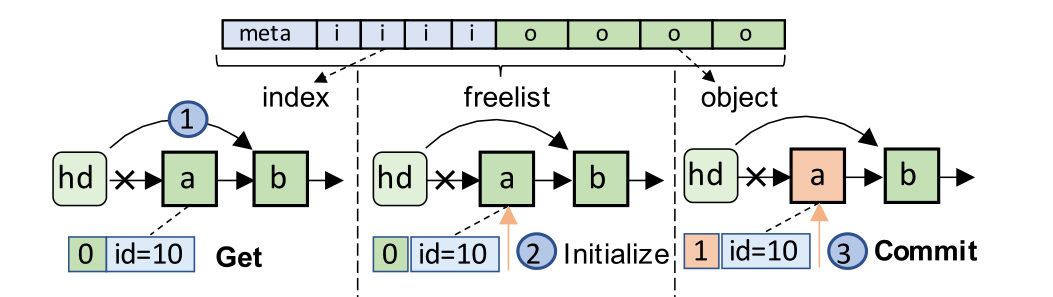 meta i i i i o o o o
index freelist object
1
hd a b hd a b hd a b
0 id=10 Get 0 id=10 2 Initialize 1 id=10 3 Commit